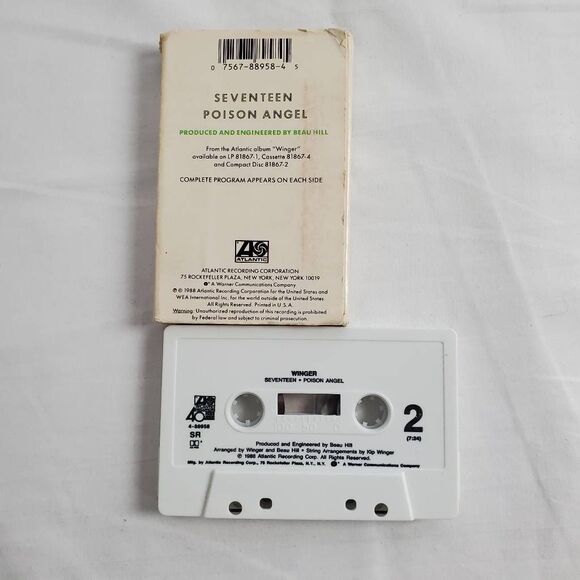 0 7567-88958-4 5
SEVENTEEN
POISON ANGEL
PRODUCED AND ENGINEERED BY BEAU HILL
From the Atlantic album "Winger"
available on LP 81867-1, Cassette 81867-4
and Compact Disc 81867-2
COMPLETE PROGRAM APPEARS ON EACH SIDE
ATLANTIC
ATLANTIC RECORDING CORPORATION
75 ROCKEFELLER PLAZA, NEW YORK, NEW YORK 10019
A Warner Communications Company
℗ © 1988 Atlantic Recording Corporation for the United States and
WEA International Inc. for the world outside of the United States.
All Rights Reserved. Printed in U.S.A.
Warning: Unauthorized reproduction of this recording is prohibited
by Federal law and subject to criminal prosecution.
WINGER
SEVENTEEN • POISON ANGEL
40
4-88958
SR
2
(7:24)
Produced and Engineered by Beau Hill
Arranged by Winger and Beau Hill • String Arrangements by Kip Winger
℗ 1988 Atlantic Recording Corp. All Rights Reserved.
Mfg. by Atlantic Recording Corp., 75 Rockefeller Plaza, N.Y., N.Y. A Warner Communications Company